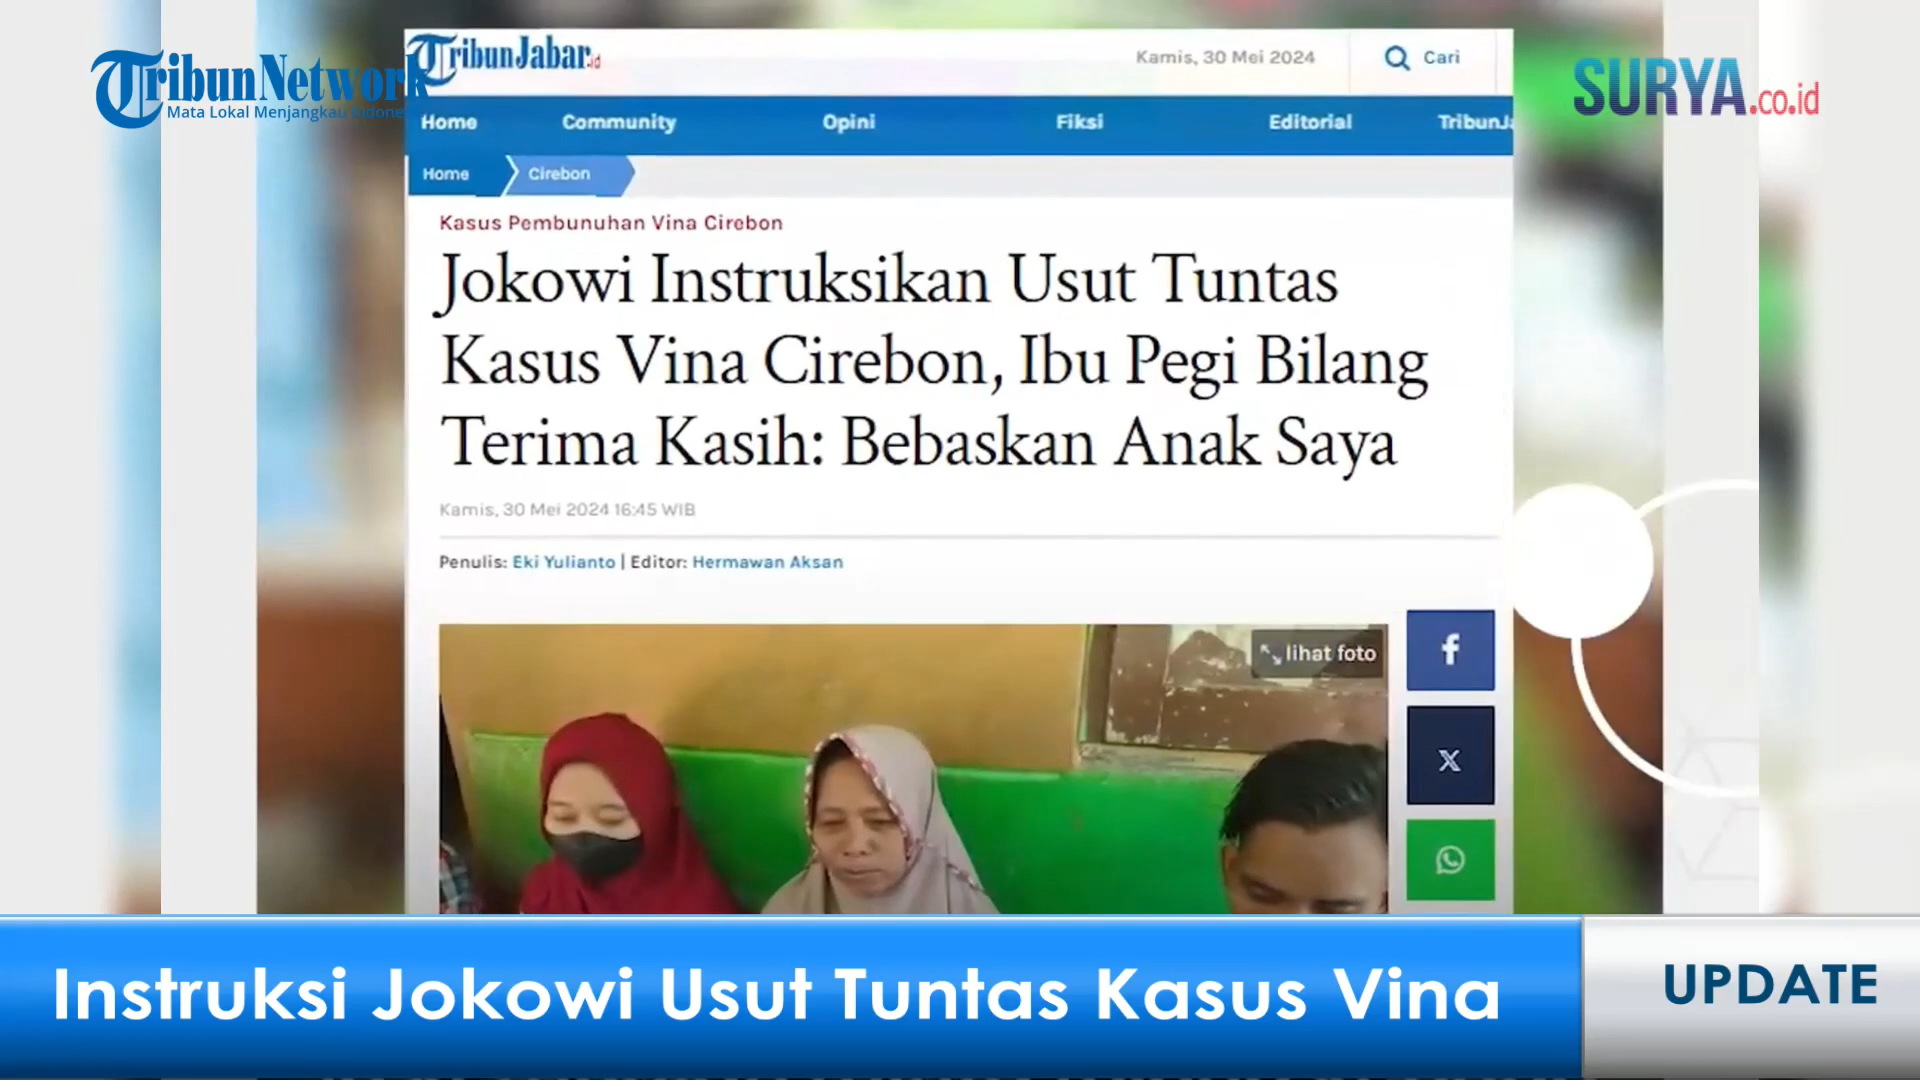 TribunNetwork
Mata Lokal Menjangkau Indone
TribunJabar.id
Kamis, 30 Mei 2024
Cari
SURYA.co.id
Home
Community
Opini
Fiksi
Editorial
Home
Cirebon
Kasus Pembunuhan Vina Cirebon
Jokowi Instruksikan Usut Tuntas
Kasus Vina Cirebon, Ibu Pegi Bilang
Terima Kasih: Bebaskan Anak Saya
Kamis, 30 Mei 2024 16:45 WIB
Penulis: Eki Yulianto | Editor: Hermawan Aksan
lihat foto
Instruksi Jokowi Usut Tuntas Kasus Vina
UPDATE